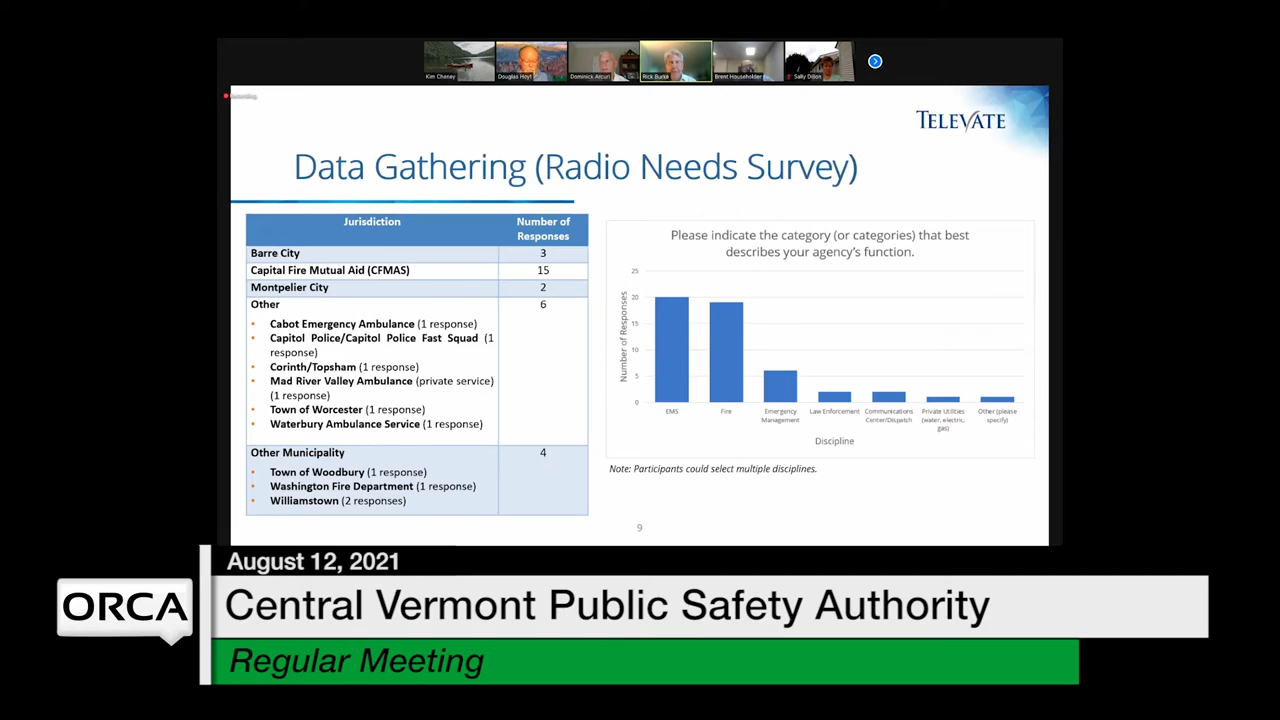 Kim Cheney
Douglas Hoyt
Dominick Arcuri
Rick Burke
Brent Householder
Sally Dillon
TELEVATE
Data Gathering (Radio Needs Survey)
Jurisdiction
Number of
Responses
Barre City
3
Capital Fire Mutual Aid (CFMAS)
15
Montpelier City
2
Other
6
• Cabot Emergency Ambulance (1 response)
• Capitol Police/Capitol Police Fast Squad (1
response)
• Corinth/Topsham (1 response)
• Mad River Valley Ambulance (private service)
(1 response)
• Town of Worcester (1 response)
• Waterbury Ambulance Service (1 response)
Other Municipality
4
• Town of Woodbury (1 response)
• Washington Fire Department (1 response)
• Williamstown (2 responses)
Please indicate the category (or categories) that best
describes your agency's function.
Number of Responses
25
20
15
10
5
0
EMS
Fire
Emergency
Management
Law Enforcement
Communications
Center/Dispatch
Private Utilities
(water, electric,
gas)
Other (please
specify)
Discipline
Note: Participants could select multiple disciplines.
9
August 12, 2021
ORCA
Central Vermont Public Safety Authority
Regular Meeting